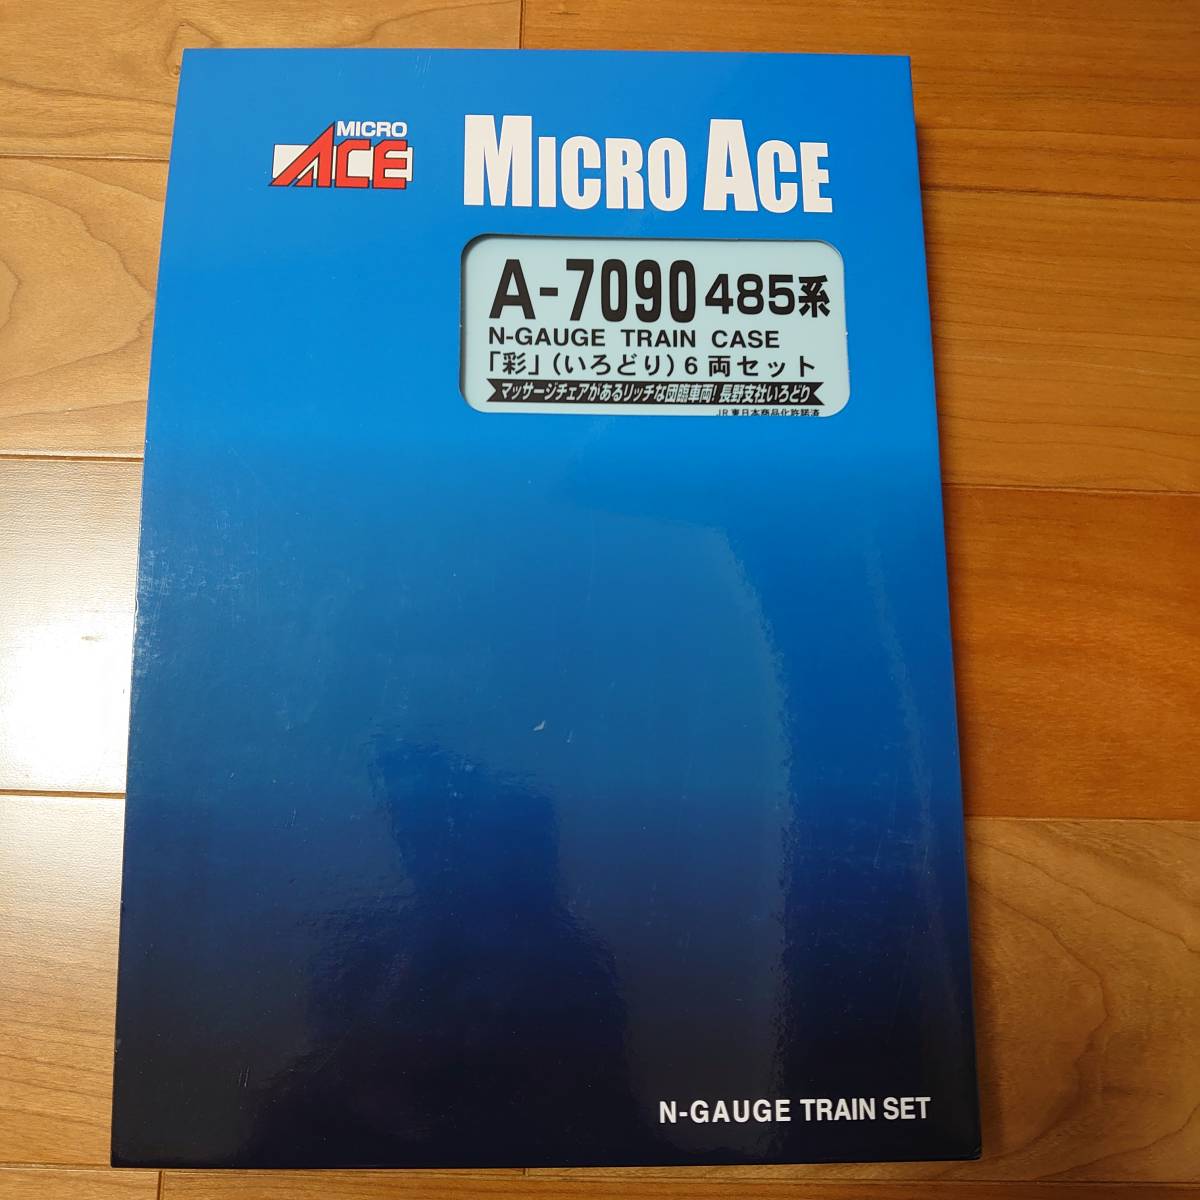 MICRO
ACE
MICRO ACE
A-7090 485系
N-GAUGE TRAIN CASE
「彩」(いろどり)6両セット
マッサージチェアがあるリッチな団臨車両!長野支社いろどり
JR東日本商品化許諾済
N-GAUGE TRAIN SET